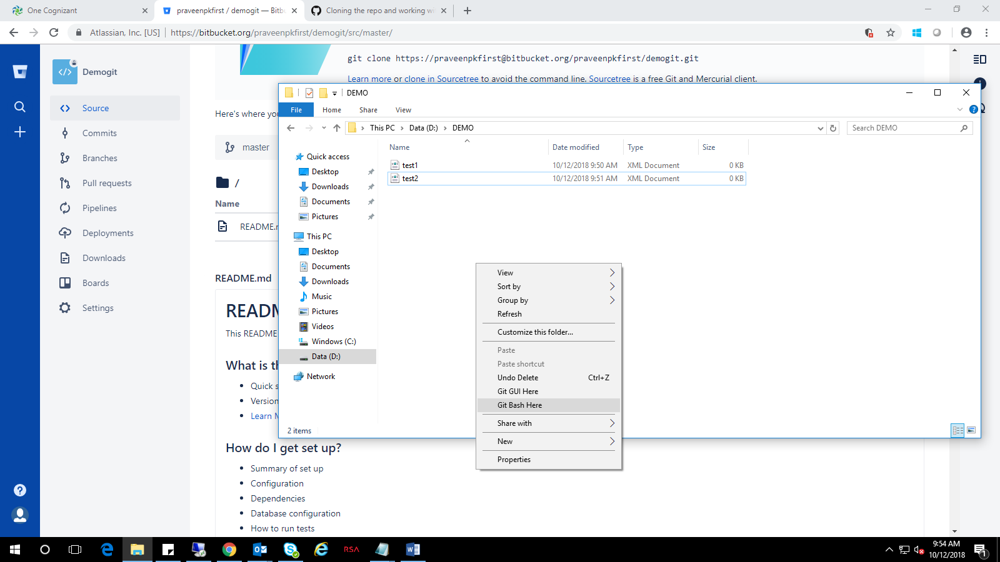 One Cognizant
praveenpkfirst / demogit — Bitb
Cloning the repo and working wi
Atlassian, Inc. [US]
https://bitbucket.org/praveenpkfirst/demogit/src/master/
Demogit
Source
Commits
Branches
Pull requests
Pipelines
Deployments
Downloads
Boards
Settings
git clone https://praveenpkfirst@bitbucket.org/praveenpkfirst/demogit.git
Learn more or clone in Sourcetree to avoid the command line. Sourcetree is a free Git and Mercurial client.
Here's where you
master
/
Name
README.
README.md
READM
This README
What is th
Quick s
Version
Learn M
How do I get set up?
Summary of set up
Configuration
Dependencies
Database configuration
How to run tests
DEMO
File Home Share View
This PC Data (D:) DEMO
Search DEMO
Name Date modified Type Size
test1 10/12/2018 9:50 AM XML Document 0 KB
test2 10/12/2018 9:51 AM XML Document 0 KB
Quick access
Desktop
Downloads
Documents
Pictures
This PC
Desktop
Documents
Downloads
Music
Pictures
Videos
Windows (C:)
Data (D:)
Network
2 items
View
Sort by
Group by
Refresh
Customize this folder...
Paste
Paste shortcut
Undo Delete Ctrl+Z
Git GUI Here
Git Bash Here
Share with
New
Properties
RSA
9:54 AM
10/12/2018
1